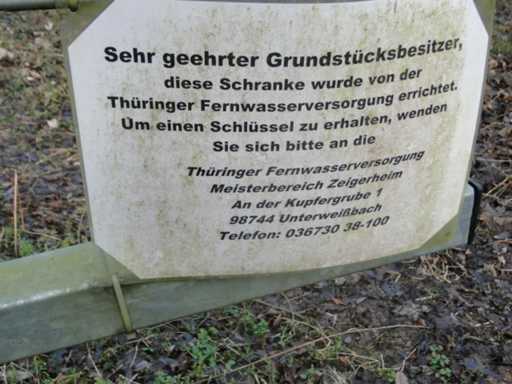 Sehr geehrter Grundstücksbesitzer,
diese Schranke wurde von der
Thüringer Fernwasserversorgung errichtet.
Um einen Schlüssel zu erhalten, wenden
Sie sich bitte an die
Thüringer Fernwasserversorgung
Meisterbereich Zeigerheim
An der Kupfergrube 1
98744 Unterweißbach
Telefon: 036730 38-100